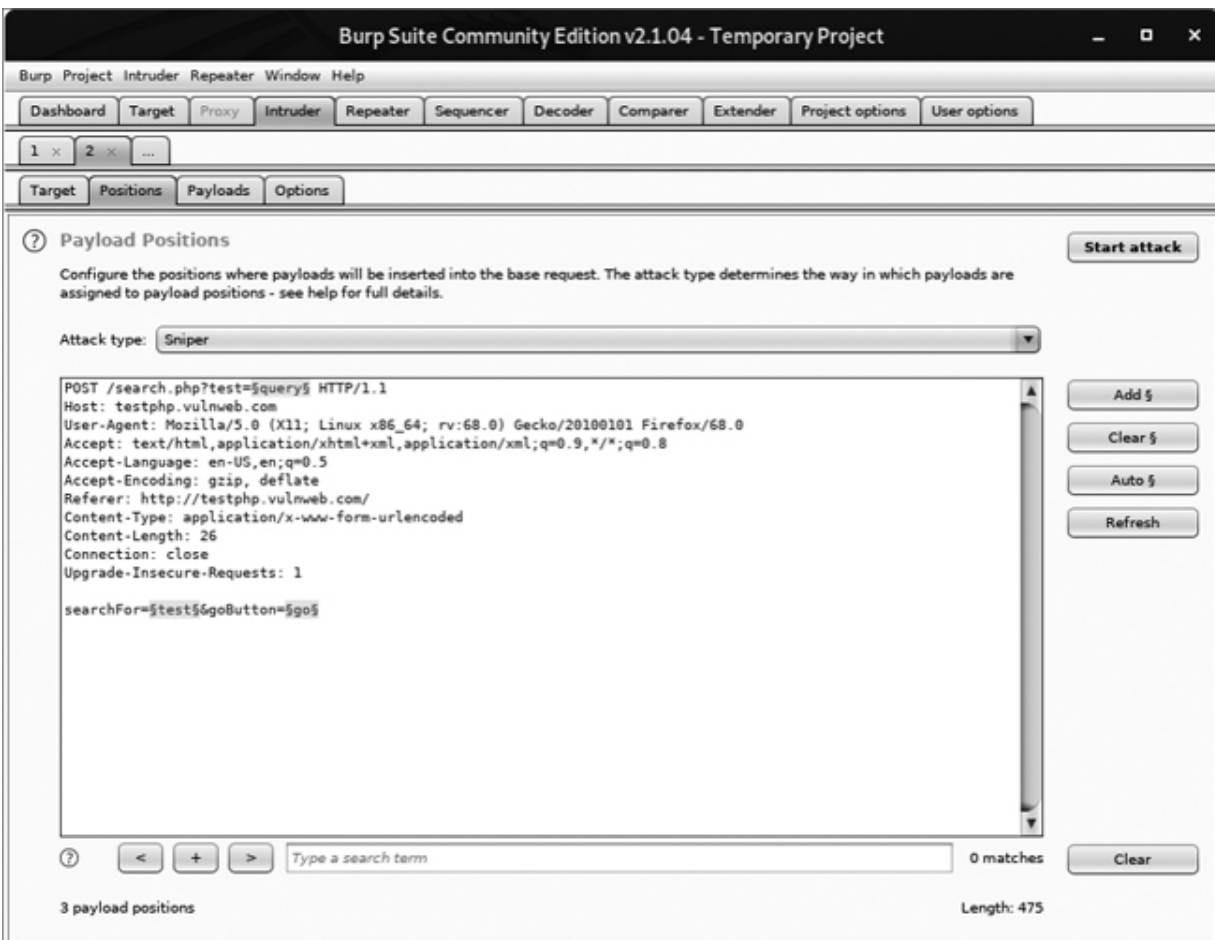 Burp Suite Community Edition v2.1.04 - Temporary Project
Burp Project Intruder Repeater Window Help
Dashboard Target Proxy Intruder Repeater Sequencer Decoder Comparer Extender Project options User options
1 × 2 × ...
Target Positions Payloads Options
? Payload Positions
Start attack
Configure the positions where payloads will be inserted into the base request. The attack type determines the way in which payloads are
assigned to payload positions - see help for full details.
Attack type: Sniper
POST /search.php?test=§query§ HTTP/1.1
Host: testphp.vulnweb.com
User-Agent: Mozilla/5.0 (X11; Linux x86_64; rv:68.0) Gecko/20100101 Firefox/68.0
Accept: text/html,application/xhtml+xml,application/xml;q=0.9,*/*;q=0.8
Accept-Language: en-US,en;q=0.5
Accept-Encoding: gzip, deflate
Referer: http://testphp.vulnweb.com/
Content-Type: application/x-www-form-urlencoded
Content-Length: 26
Connection: close
Upgrade-Insecure-Requests: 1
searchFor=§test§&goButton=§go§
Add §
Clear §
Auto §
Refresh
? < + > Type a search term 0 matches Clear
3 payload positions Length: 475